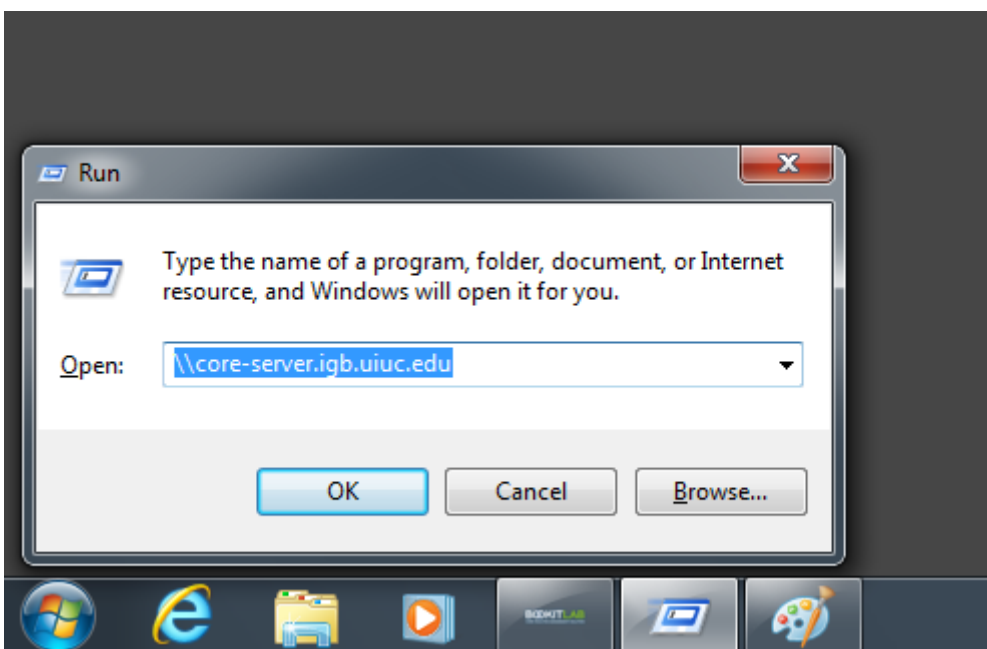 Run
Type the name of a program, folder, document, or Internet
resource, and Windows will open it for you.
Open: \\core-server.igb.uiuc.edu
OK Cancel Browse...
BOOKITLAB